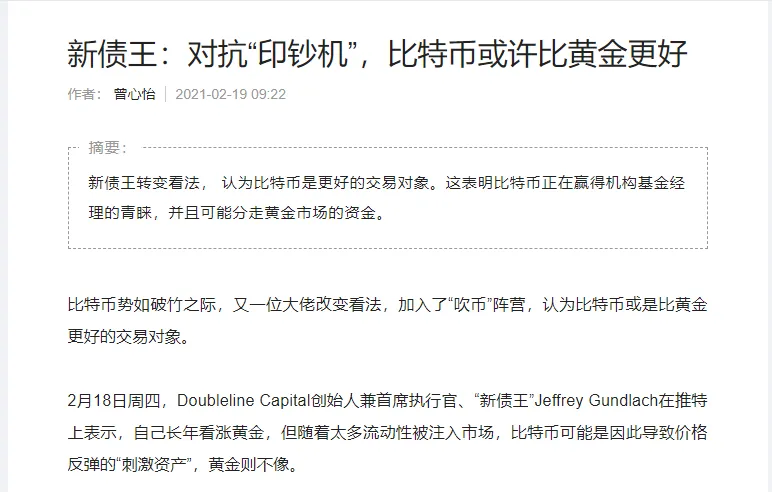 新债王：对抗“印钞机”，比特币或许比黄金更好
作者： 曾心怡 2021-02-19 09:22
摘要：
新债王转变看法， 认为比特币是更好的交易对象。这表明比特币正在赢得机构基金经
理的青睐，并且可能分走黄金市场的资金。
比特币势如破竹之际，又一位大佬改变看法，加入了“吹币”阵营，认为比特币或是比黄金
更好的交易对象。
2月18日周四，Doubleline Capital创始人兼首席执行官、“新债王”Jeffrey Gundlach在推特
上表示，自己长年看涨黄金，但随着太多流动性被注入市场，比特币可能是因此导致价格
反弹的“刺激资产”，黄金则不像。